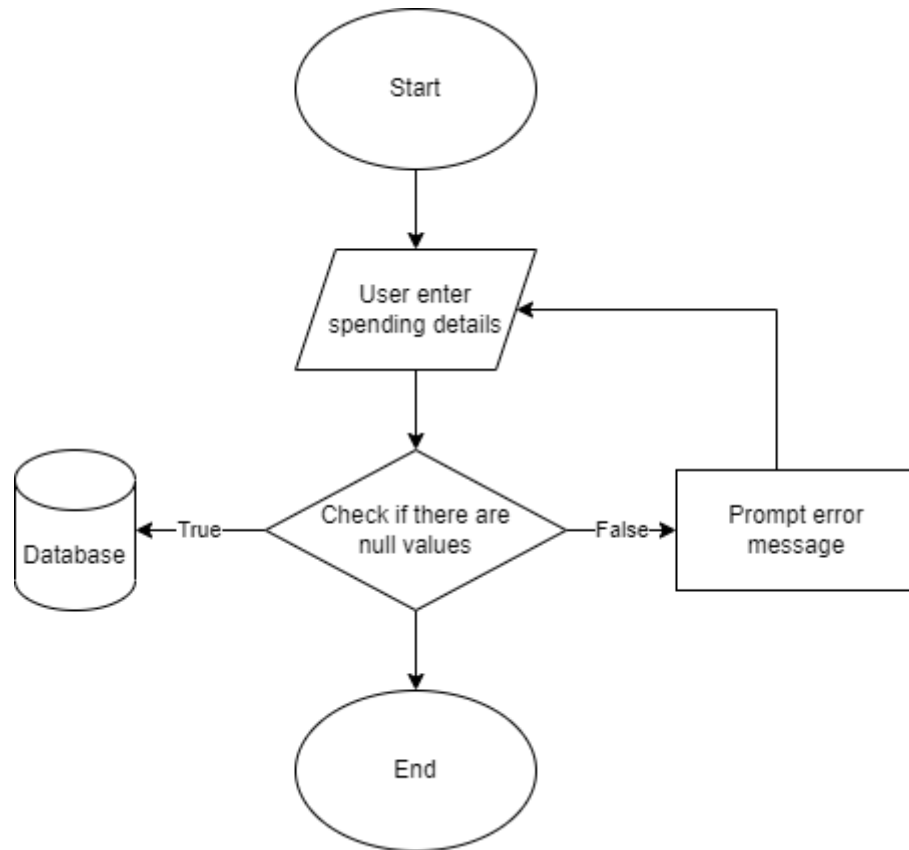 Start
User enter
spending details
Check if there are
null values
True
False
Database
Prompt error
message
End